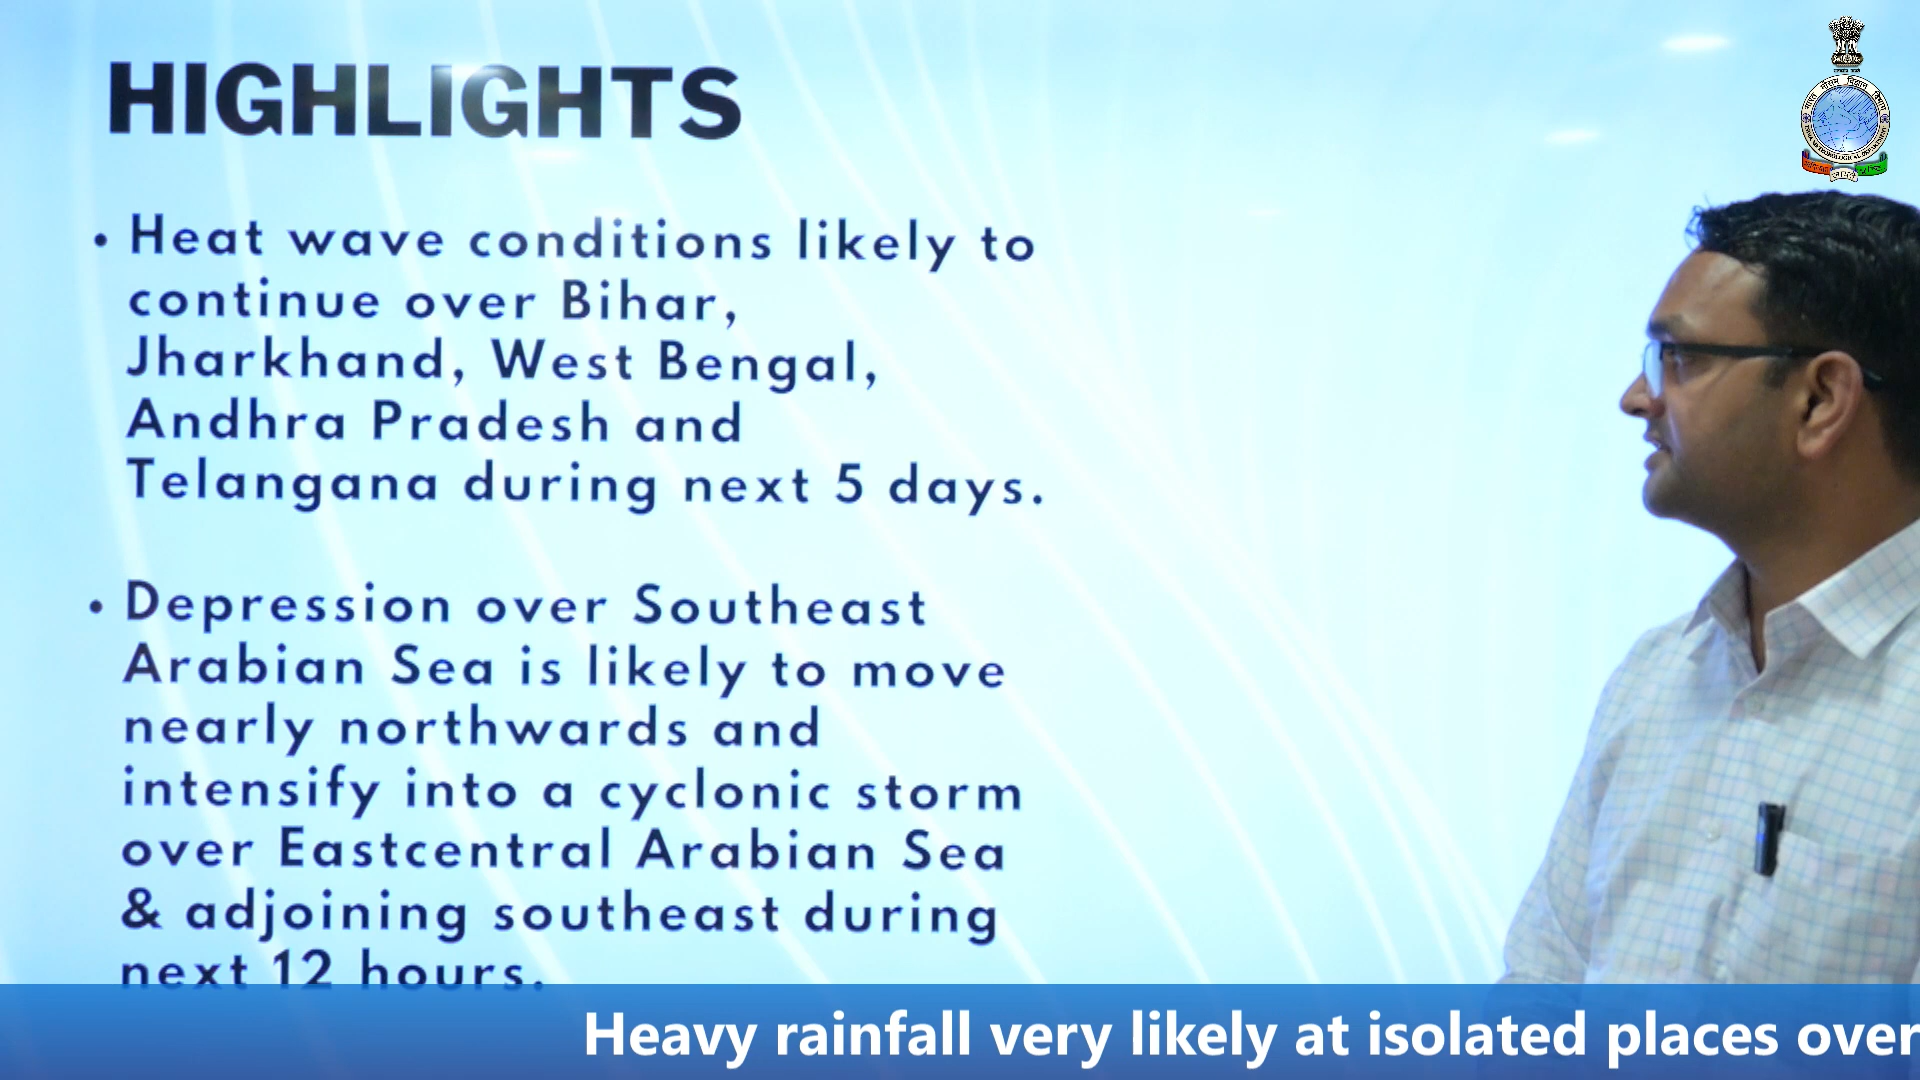 HIGHLIGHTS
• Heat wave conditions likely to
continue over Bihar,
Jharkhand, West Bengal,
Andhra Pradesh and
Telangana during next 5 days.
• Depression over Southeast
Arabian Sea is likely to move
nearly northwards and
intensify into a cyclonic storm
over Eastcentral Arabian Sea
& adjoining southeast during
next 12 hours.
Heavy rainfall very likely at isolated places over